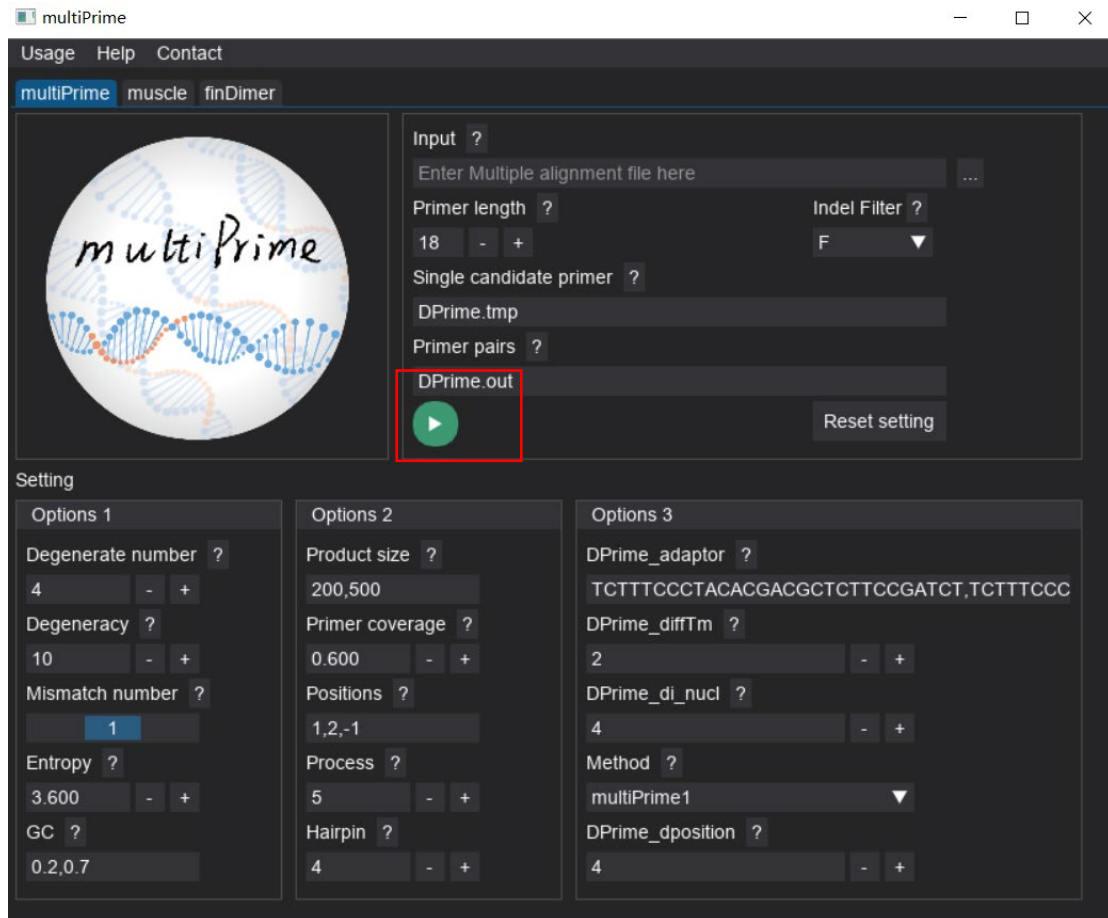 multiPrime
Usage Help Contact
multiPrime muscle finDimer
multiPrime
Input ?
Enter Multiple alignment file here ...
Primer length ? Indel Filter ?
18 - + F
Single candidate primer ?
DPrime.tmp
Primer pairs ?
DPrime.out
Reset setting
Setting
Options 1
Degenerate number ?
4 - +
Degeneracy ?
10 - +
Mismatch number ?
1
Entropy ?
3.600 - +
GC ?
0.2,0.7
Options 2
Product size ?
200,500
Primer coverage ?
0.600 - +
Positions ?
1,2,-1
Process ?
5 - +
Hairpin ?
4 - +
Options 3
DPrime_adaptor ?
TCTTTCCCTACACGACGCTCTTCCGATCT,TCTTTCCC
DPrime_diffTm ?
2 - +
DPrime_di_nucl ?
4 - +
Method ?
multiPrime1
DPrime_dposition ?
4 - +